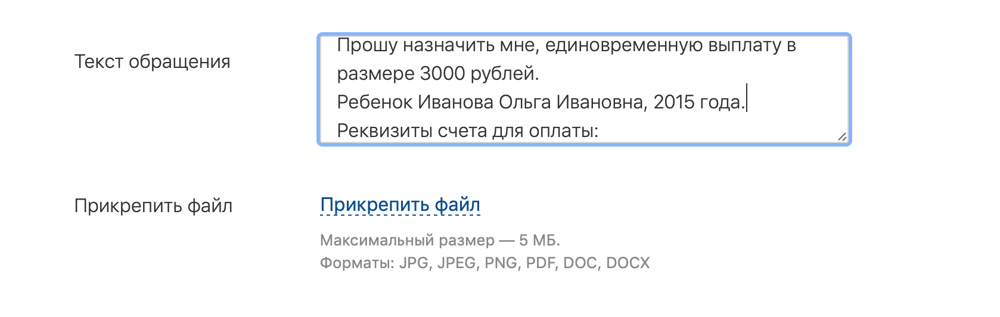 Текст обращения
Прошу назначить мне, единовременную выплату в
размере 3000 рублей.
Ребенок Иванова Ольга Ивановна, 2015 года.
Реквизиты счета для оплаты:
Прикрепить файл
Прикрепить файл
Максимальный размер — 5 МБ.
Форматы: JPG, JPEG, PNG, PDF, DOC, DOCX